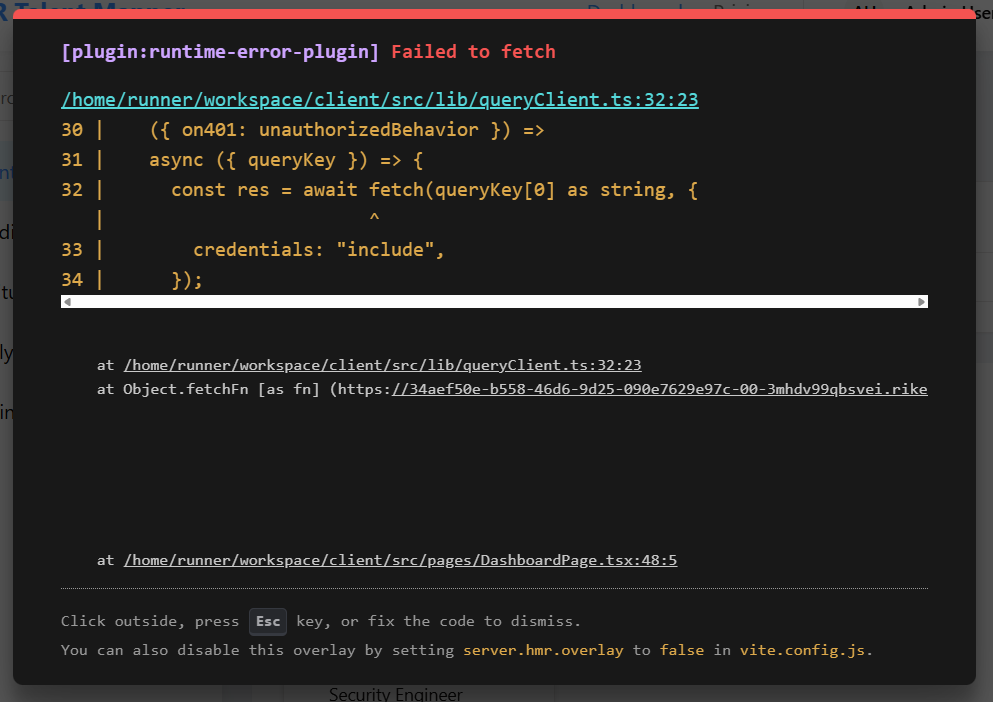 R Talent Mapper
[plugin:runtime-error-plugin] Failed to fetch
/home/runner/workspace/client/src/lib/queryClient.ts:32:23
30 |    ({ on401: unauthorizedBehavior }) =>
31 |    async ({ queryKey }) => {
32 |      const res = await fetch(queryKey[0] as string, {
   |                        ^
33 |        credentials: "include",
34 |      });
at /home/runner/workspace/client/src/lib/queryClient.ts:32:23
at Object.fetchFn [as fn] (https://34aef50e-b558-46d6-9d25-090e7629e97c-00-3mhdv99qbsvei.rike
at /home/runner/workspace/client/src/pages/DashboardPage.tsx:48:5
Click outside, press Esc key, or fix the code to dismiss.
You can also disable this overlay by setting server.hmr.overlay to false in vite.config.js.
Security Engineer